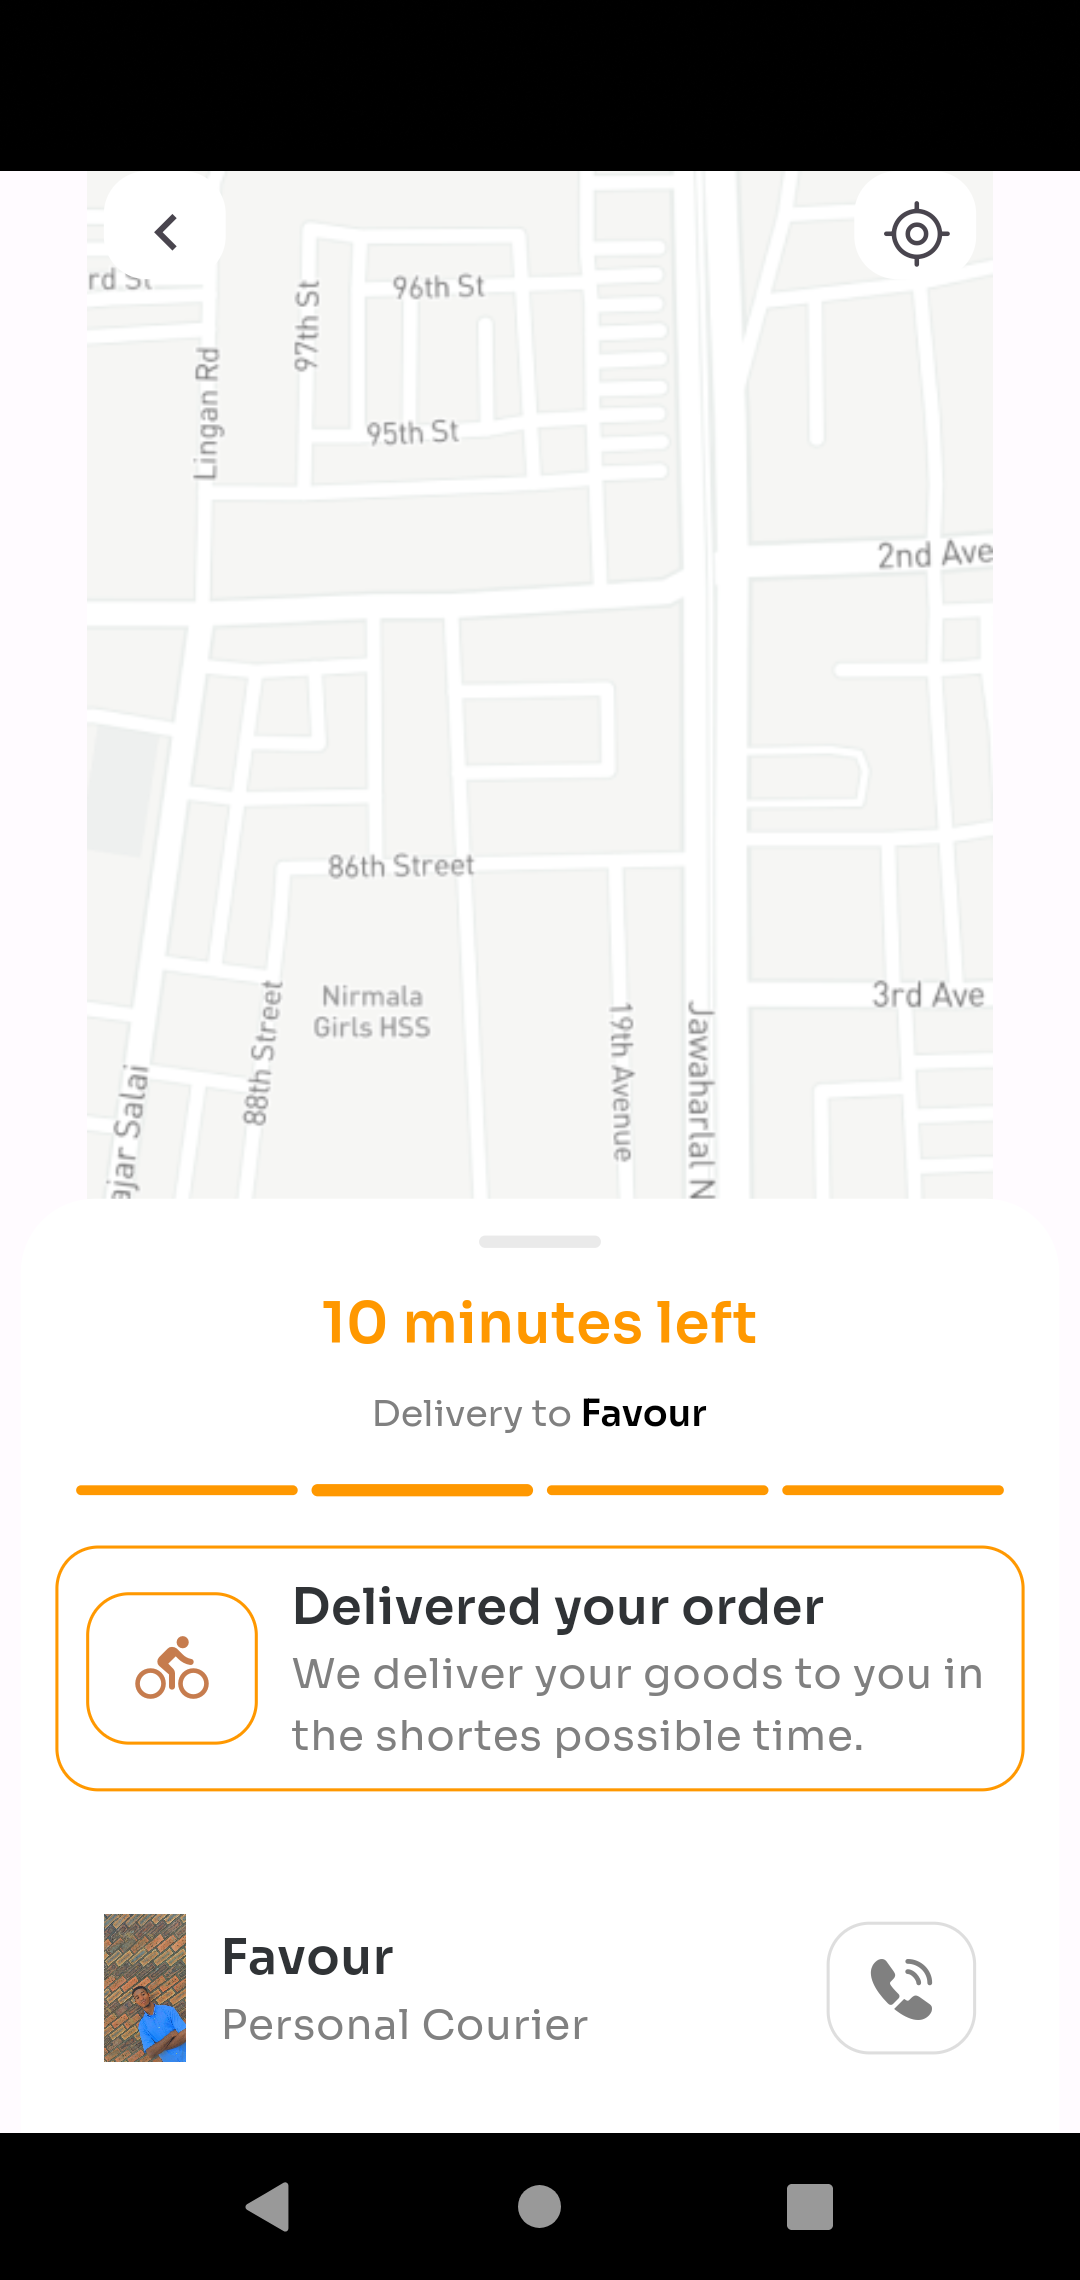 rd St
96th St
97th St
Lingan Rd
95th St
2nd Ave
86th Street
Nirmala
Girls HSS
3rd Ave
88th Street
19th Avenue
Jawaharlal N
ajar Salai
10 minutes left
Delivery to Favour
Delivered your order
We deliver your goods to you in
the shortes possible time.
Favour
Personal Courier